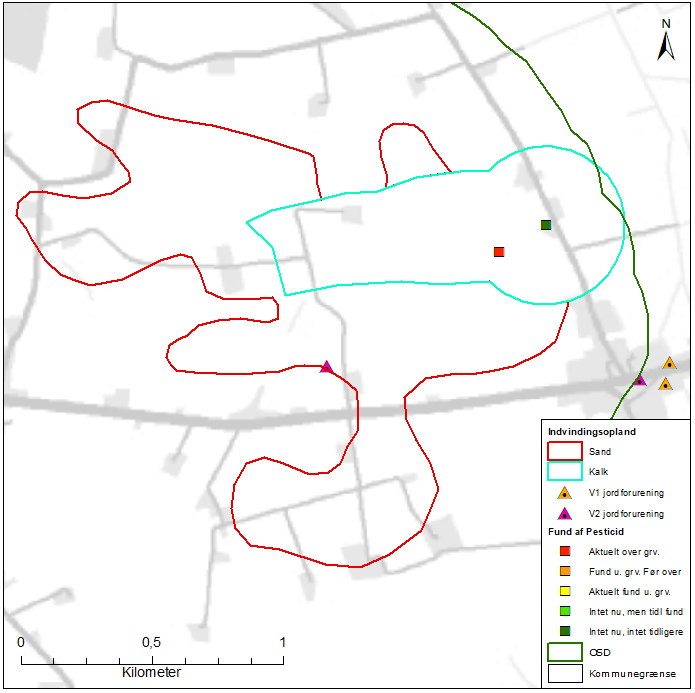 N
Indvindingsopland
Sand
Kalk
V1 jordforurening
V2 jordforurening
Fund af Pesticid
Aktuelt over grv.
Fund u. grv. Før over
Aktuelt fund u. grv.
Intet nu, men tidl fund
Intet nu, intet tidligere
OSD
Kommunegrænse
0 0,5 1
Kilometer